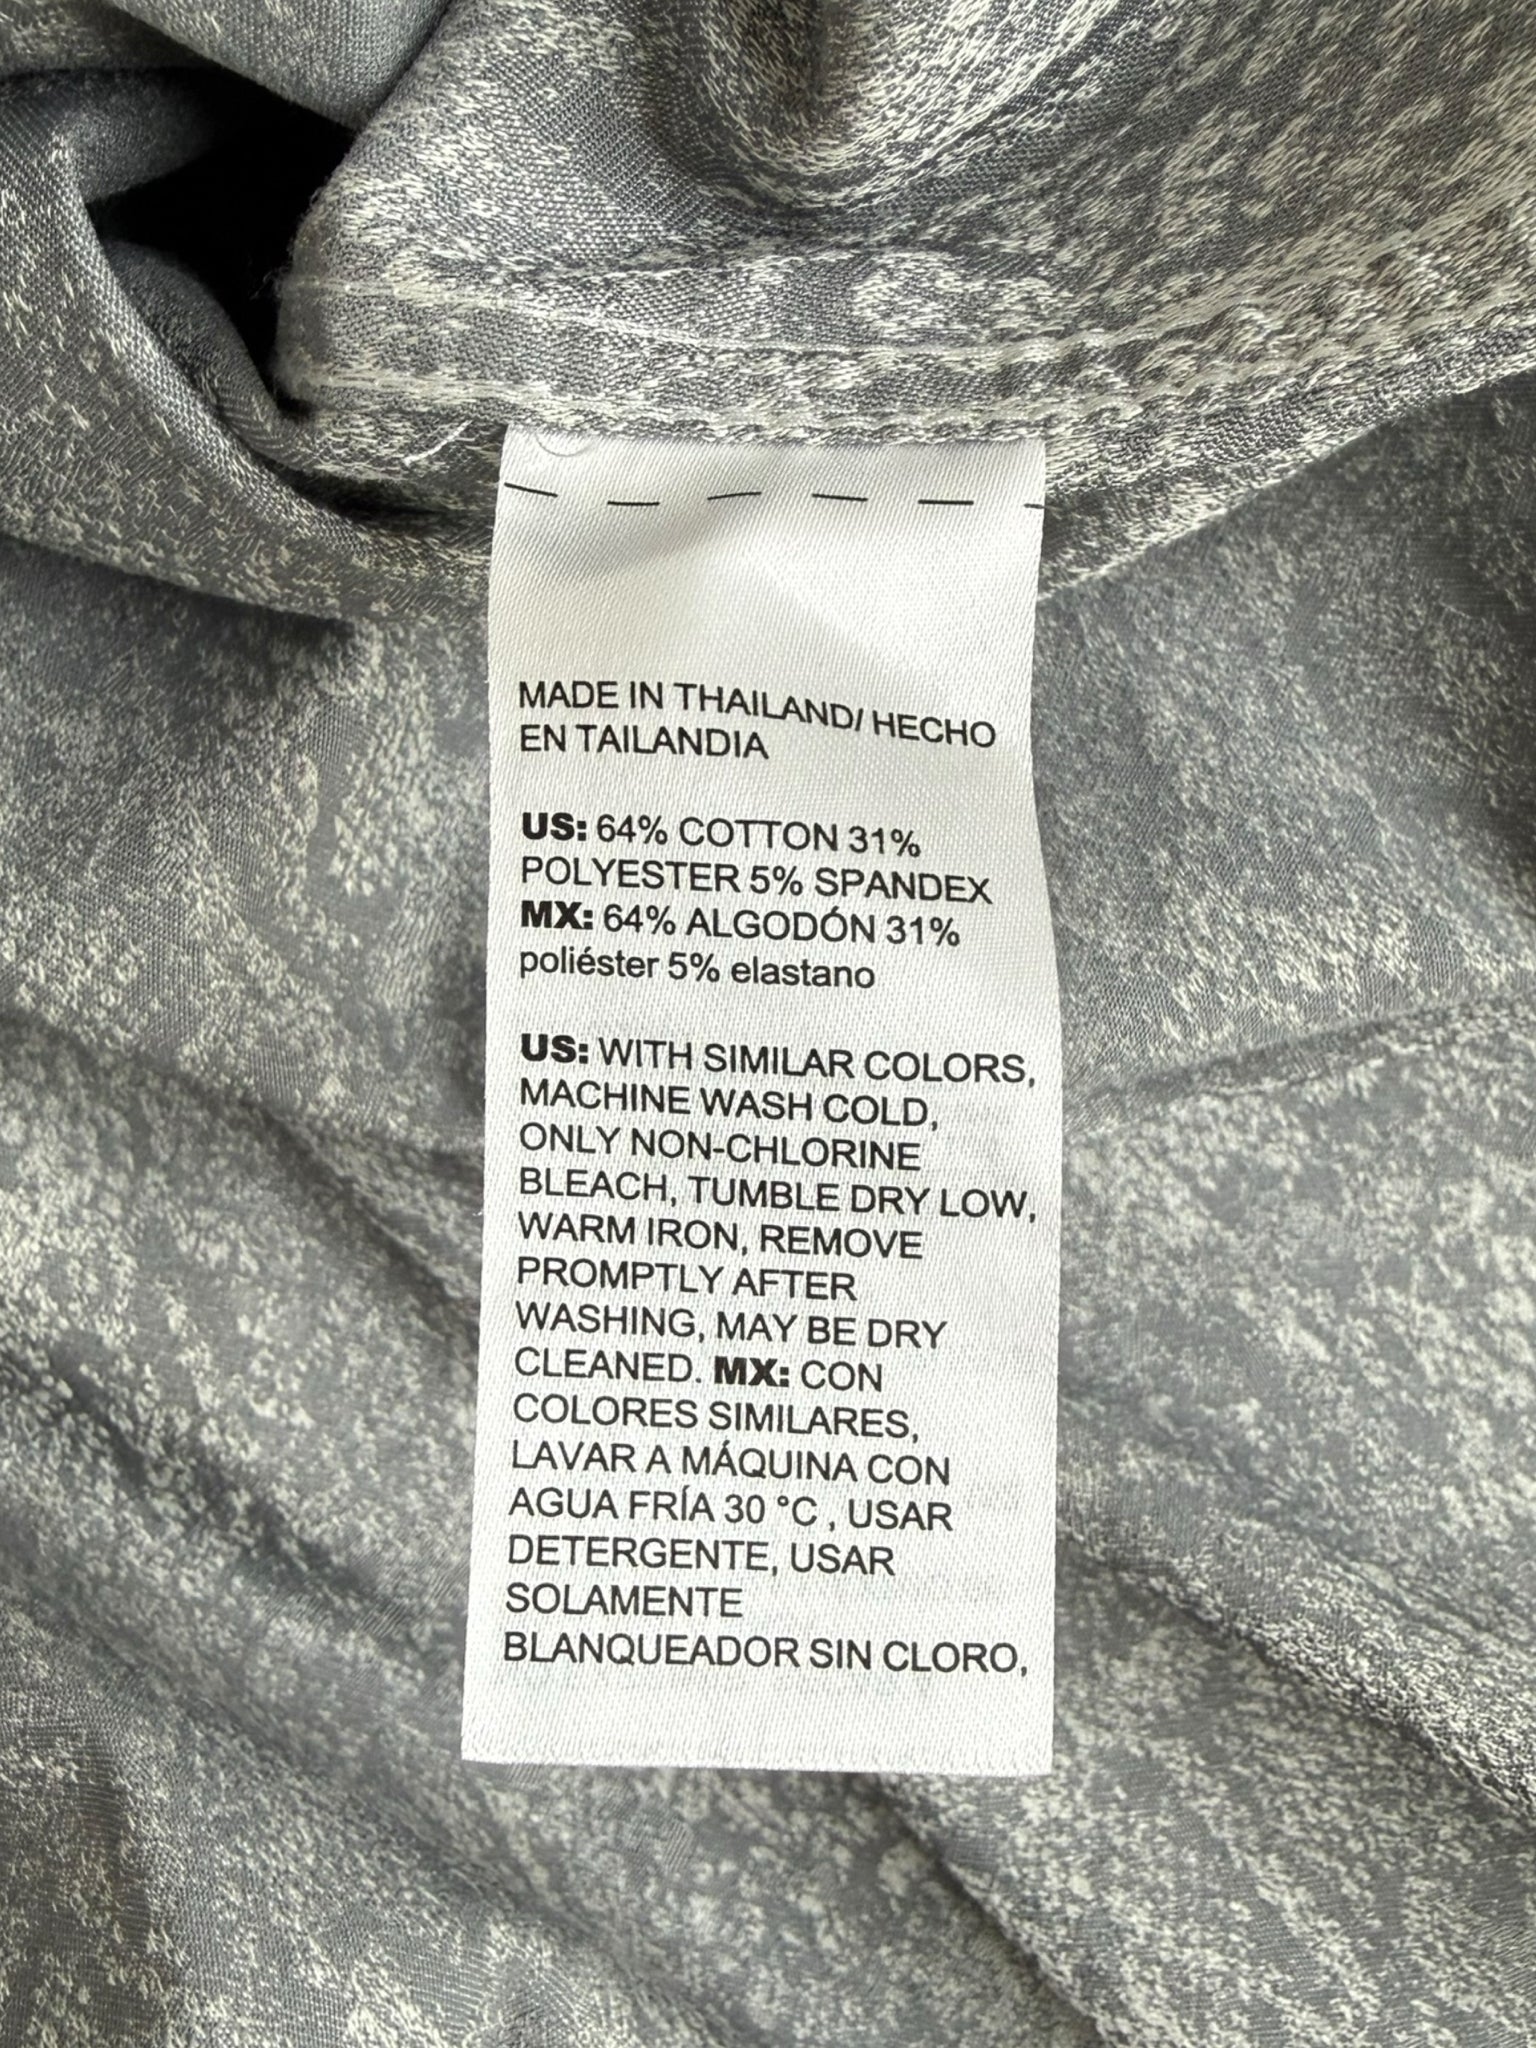 MADE IN THAILAND/ HECHO
EN TAILANDIA
US: 64% COTTON 31%
POLYESTER 5% SPANDEX
MX: 64% ALGODÓN 31%
poliéster 5% elastano
US: WITH SIMILAR COLORS,
MACHINE WASH COLD,
ONLY NON-CHLORINE
BLEACH, TUMBLE DRY LOW,
WARM IRON, REMOVE
PROMPTLY AFTER
WASHING, MAY BE DRY
CLEANED. MX: CON
COLORES SIMILARES,
LAVAR A MÁQUINA CON
AGUA FRÍA 30 °C , USAR
DETERGENTE, USAR
SOLAMENTE
BLANQUEADOR SIN CLORO,